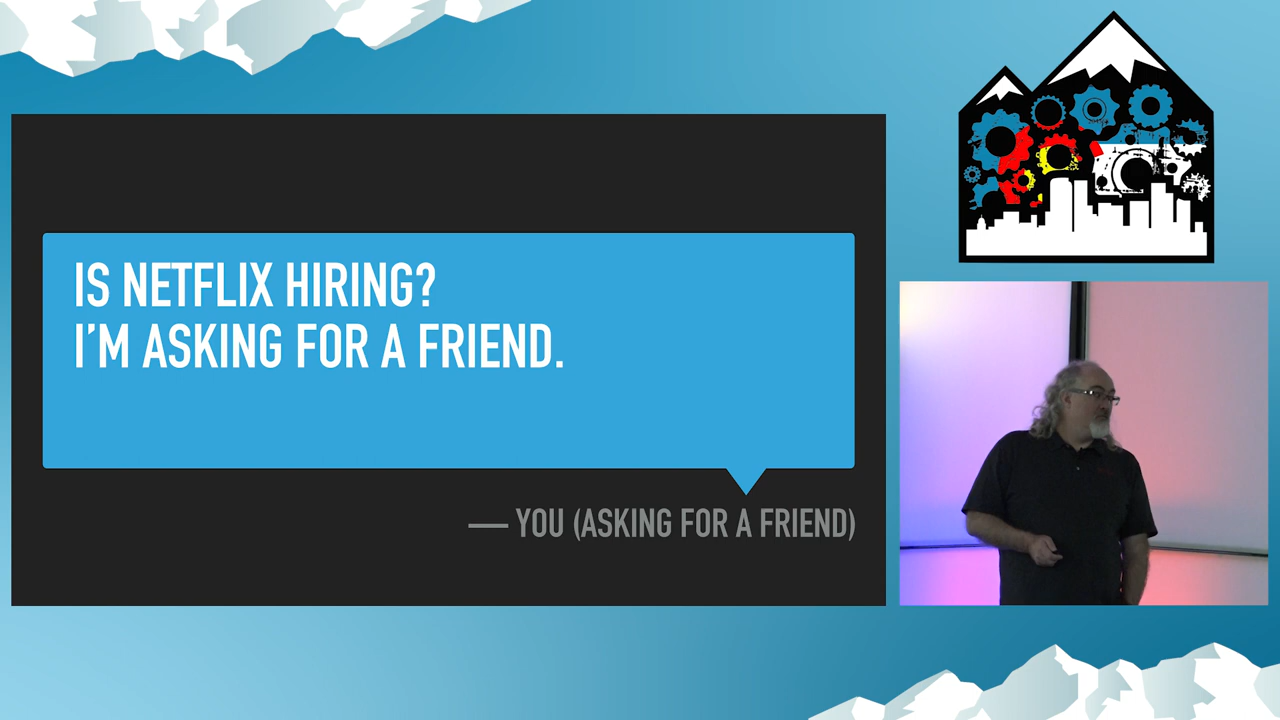 IS NETFLIX HIRING?
I'M ASKING FOR A FRIEND.
— YOU (ASKING FOR A FRIEND)